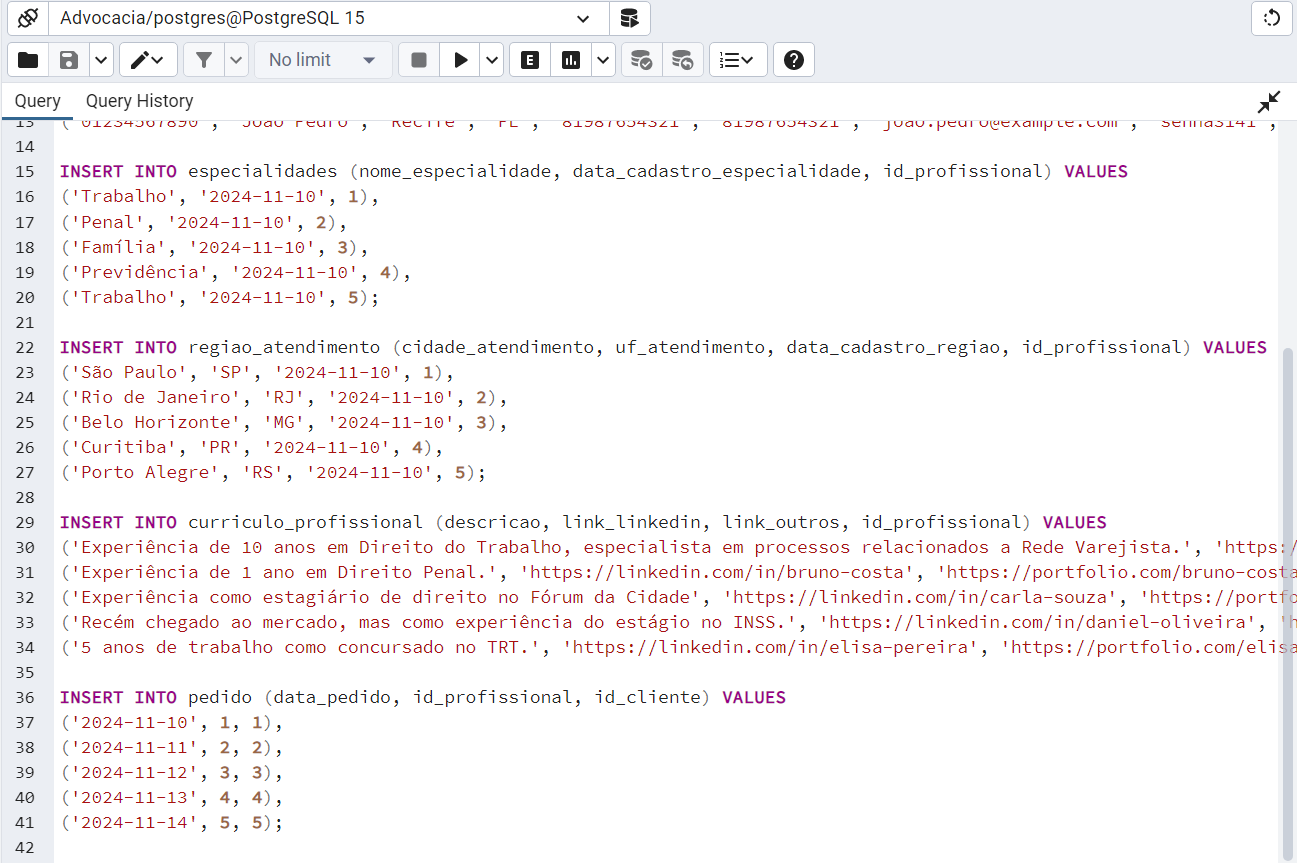 Advocacia/postgres@PostgreSQL 15
No limit
E
Query Query History
13 ('01234567890', 'João Pedro', 'Recife', 'PE', '81987654321', '81987654321', 'joao.pedro@example.com', 'senha3141',
14
15 INSERT INTO especialidades (nome_especialidade, data_cadastro_especialidade, id_profissional) VALUES
16 ('Trabalho', '2024-11-10', 1),
17 ('Penal', '2024-11-10', 2),
18 ('Família', '2024-11-10', 3),
19 ('Previdência', '2024-11-10', 4),
20 ('Trabalho', '2024-11-10', 5);
21
22 INSERT INTO regiao_atendimento (cidade_atendimento, uf_atendimento, data_cadastro_regiao, id_profissional) VALUES
23 ('São Paulo', 'SP', '2024-11-10', 1),
24 ('Rio de Janeiro', 'RJ', '2024-11-10', 2),
25 ('Belo Horizonte', 'MG', '2024-11-10', 3),
26 ('Curitiba', 'PR', '2024-11-10', 4),
27 ('Porto Alegre', 'RS', '2024-11-10', 5);
28
29 INSERT INTO curriculo_profissional (descricao, link_linkedin, link_outros, id_profissional) VALUES
30 ('Experiência de 10 anos em Direito do Trabalho, especialista em processos relacionados a Rede Varejista.', 'https:/
31 ('Experiência de 1 ano em Direito Penal.', 'https://linkedin.com/in/bruno-costa', 'https://portfolio.com/bruno-costa
32 ('Experiência como estagiário de direito no Fórum da Cidade', 'https://linkedin.com/in/carla-souza', 'https://portfo
33 ('Recém chegado ao mercado, mas como experiência do estágio no INSS.', 'https://linkedin.com/in/daniel-oliveira', 'h
34 ('5 anos de trabalho como concursado no TRT.', 'https://linkedin.com/in/elisa-pereira', 'https://portfolio.com/elisa
35
36 INSERT INTO pedido (data_pedido, id_profissional, id_cliente) VALUES
37 ('2024-11-10', 1, 1),
38 ('2024-11-11', 2, 2),
39 ('2024-11-12', 3, 3),
40 ('2024-11-13', 4, 4),
41 ('2024-11-14', 5, 5);
42